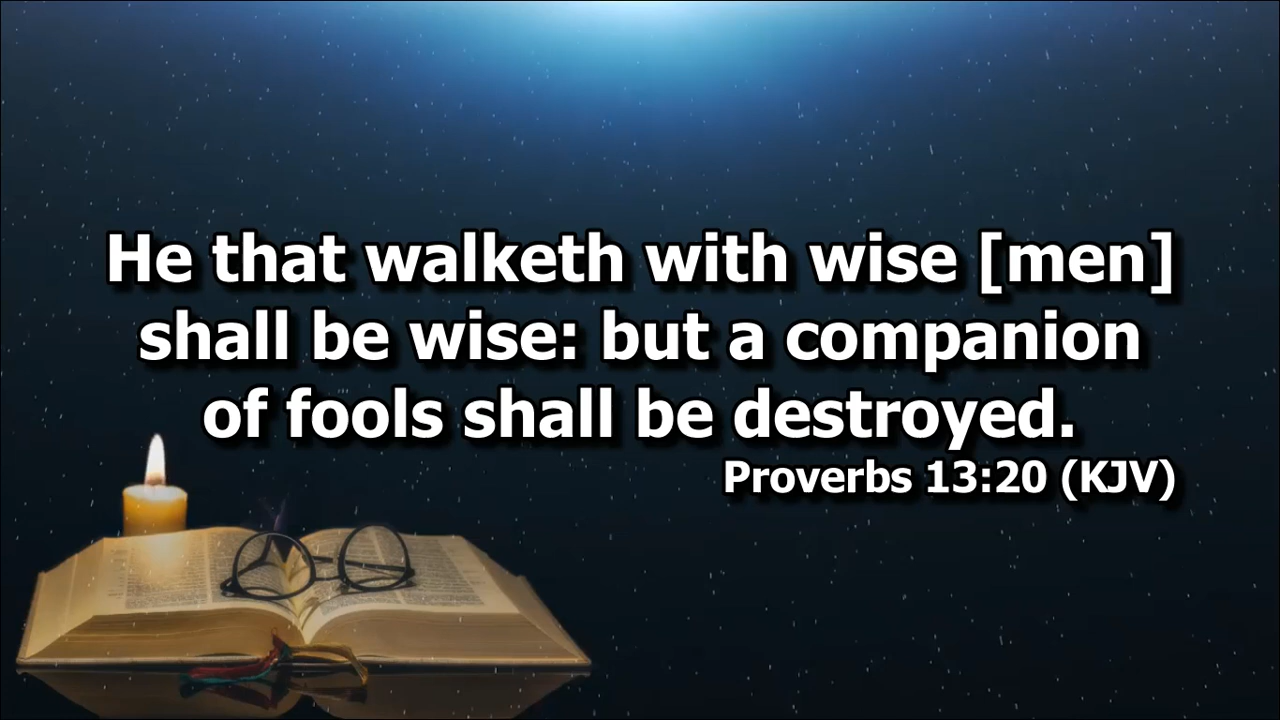 He that walketh with wise [men]
shall be wise: but a companion
of fools shall be destroyed.
Proverbs 13:20 (KJV)